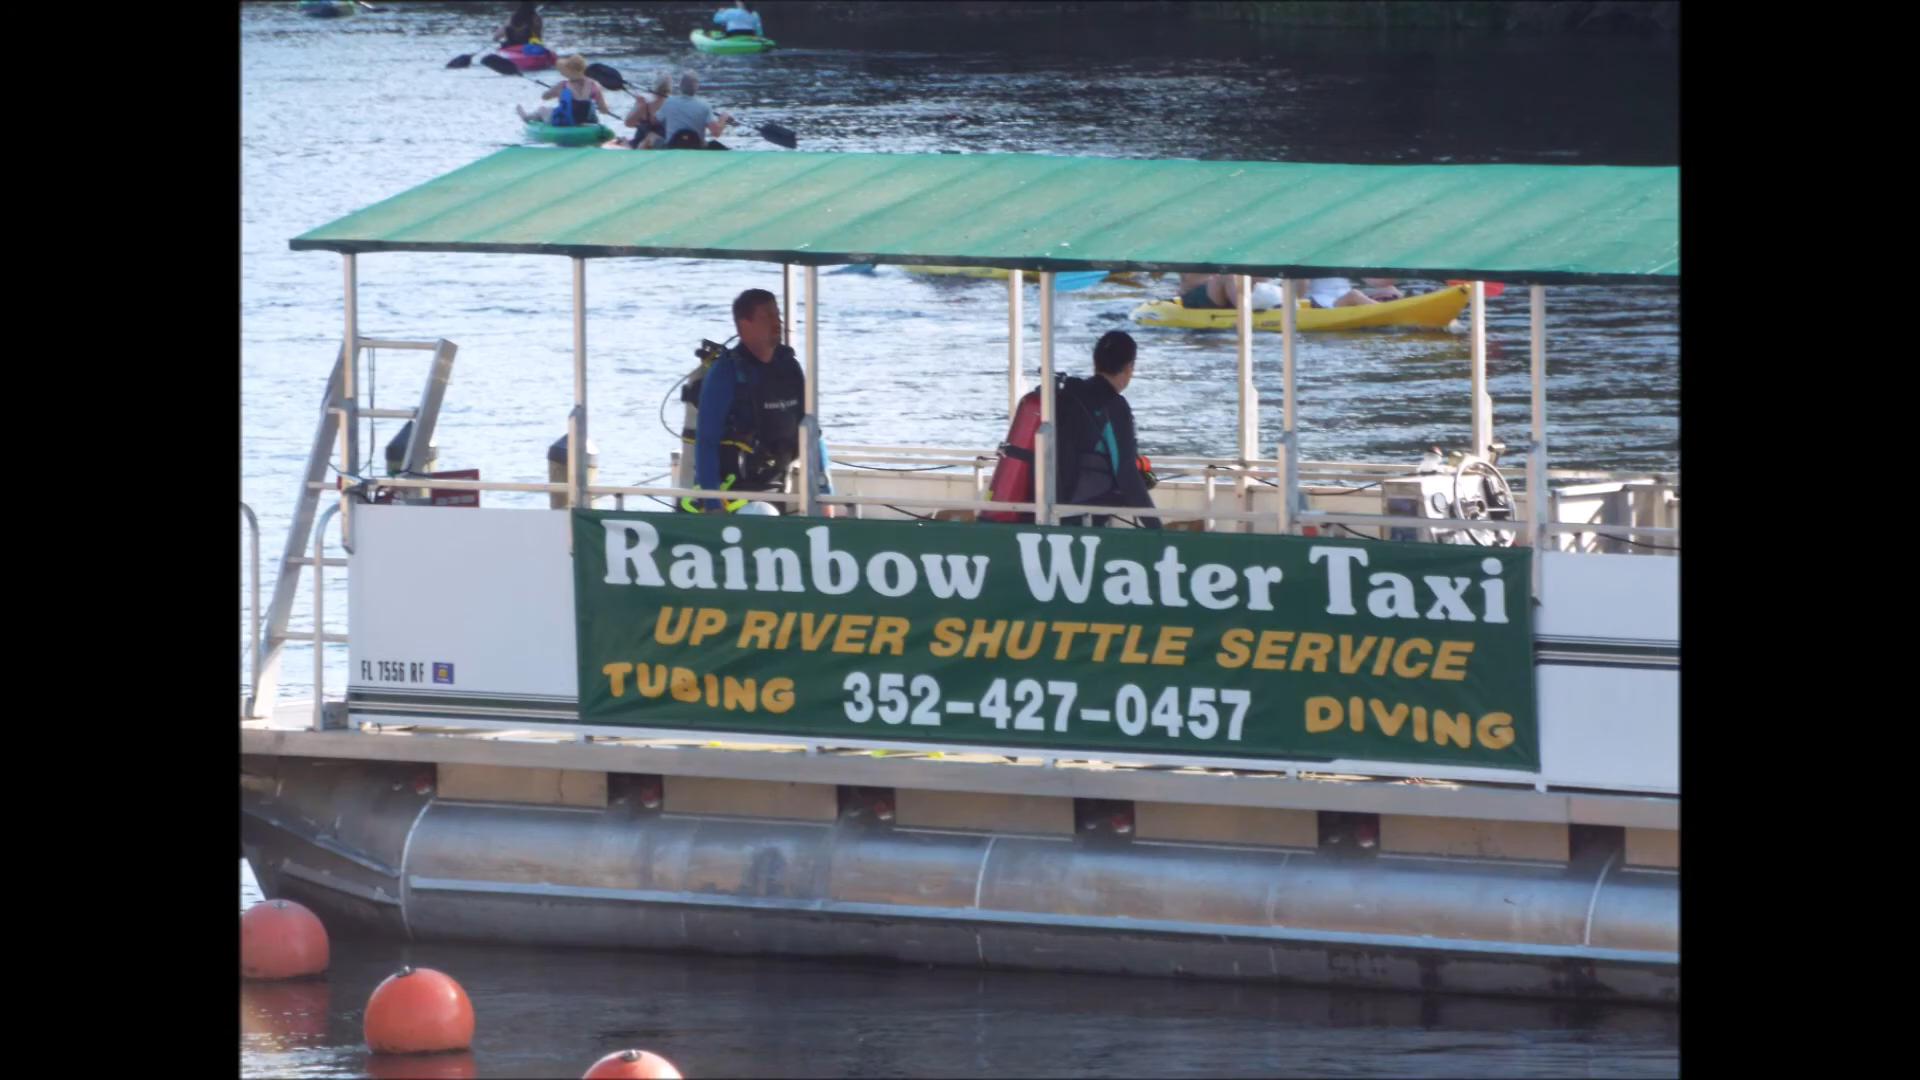 Rainbow Water Taxi
UP RIVER SHUTTLE SERVICE
TUBING 352-427-0457 DIVING
FL 7556 RF